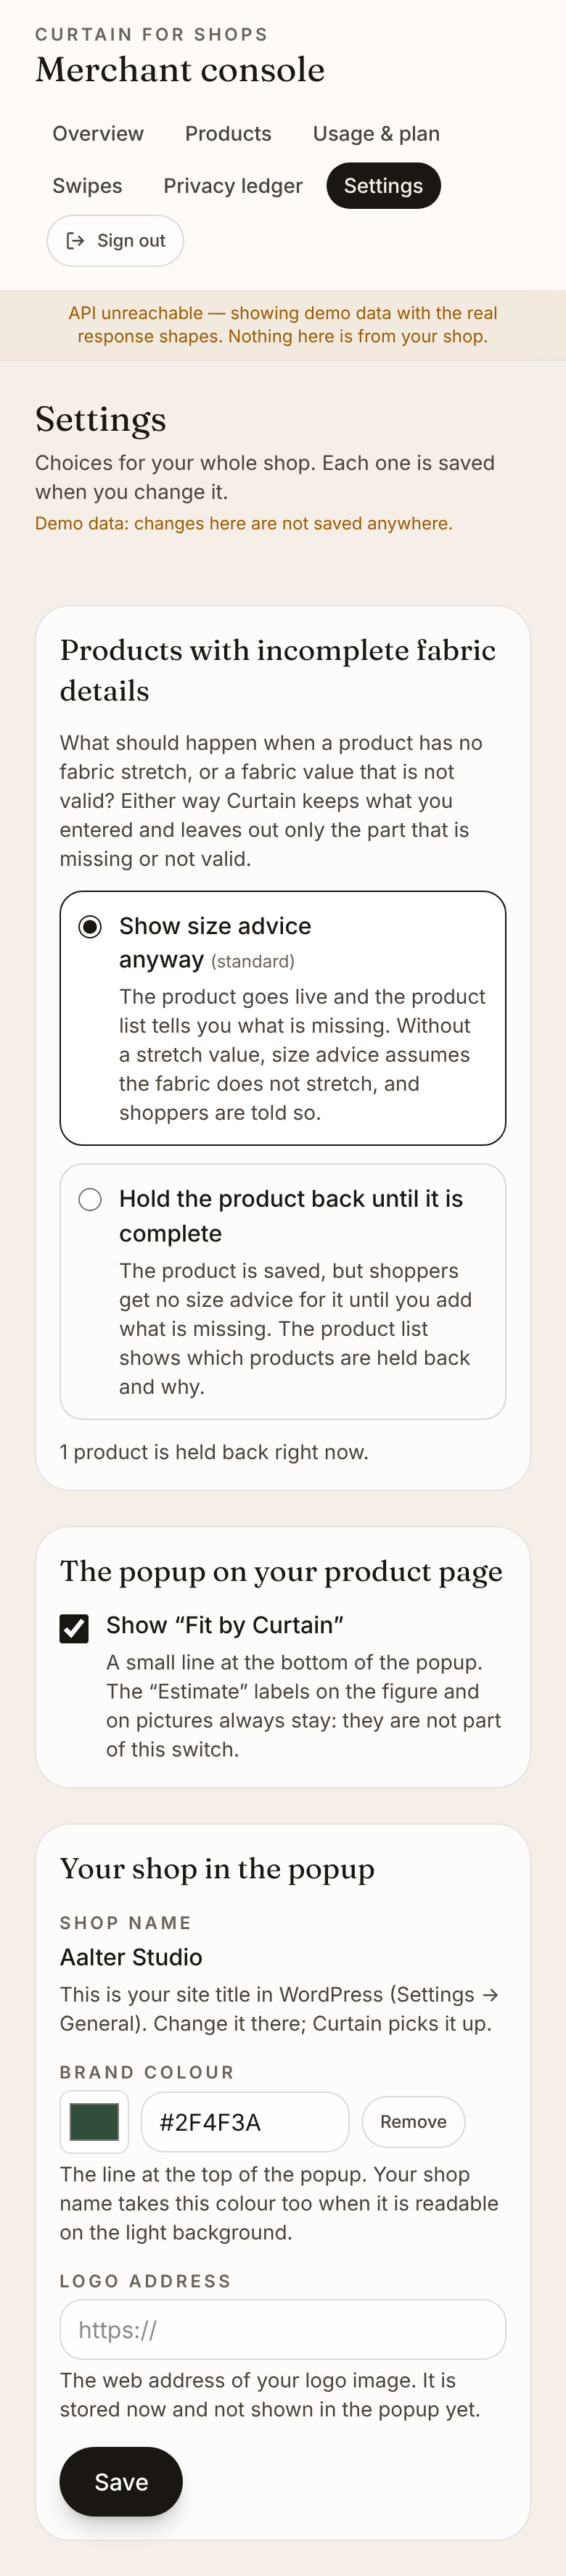 CURTAIN FOR SHOPS
Merchant console
Overview Products Usage & plan
Swipes Privacy ledger Settings
Sign out
API unreachable — showing demo data with the real
response shapes. Nothing here is from your shop.
Settings
Choices for your whole shop. Each one is saved
when you change it.
Demo data: changes here are not saved anywhere.
Products with incomplete fabric
details
What should happen when a product has no
fabric stretch, or a fabric value that is not
valid? Either way Curtain keeps what you
entered and leaves out only the part that is
missing or not valid.
Show size advice
anyway (standard)
The product goes live and the product
list tells you what is missing. Without
a stretch value, size advice assumes
the fabric does not stretch, and
shoppers are told so.
Hold the product back until it is
complete
The product is saved, but shoppers
get no size advice for it until you add
what is missing. The product list
shows which products are held back
and why.
1 product is held back right now.
The popup on your product page
Show “Fit by Curtain”
A small line at the bottom of the popup.
The “Estimate” labels on the figure and
on pictures always stay: they are not part
of this switch.
Your shop in the popup
SHOP NAME
Aalter Studio
This is your site title in WordPress (Settings →
General). Change it there; Curtain picks it up.
BRAND COLOUR
#2F4F3A Remove
The line at the top of the popup. Your shop
name takes this colour too when it is readable
on the light background.
LOGO ADDRESS
https://
The web address of your logo image. It is
stored now and not shown in the popup yet.
Save